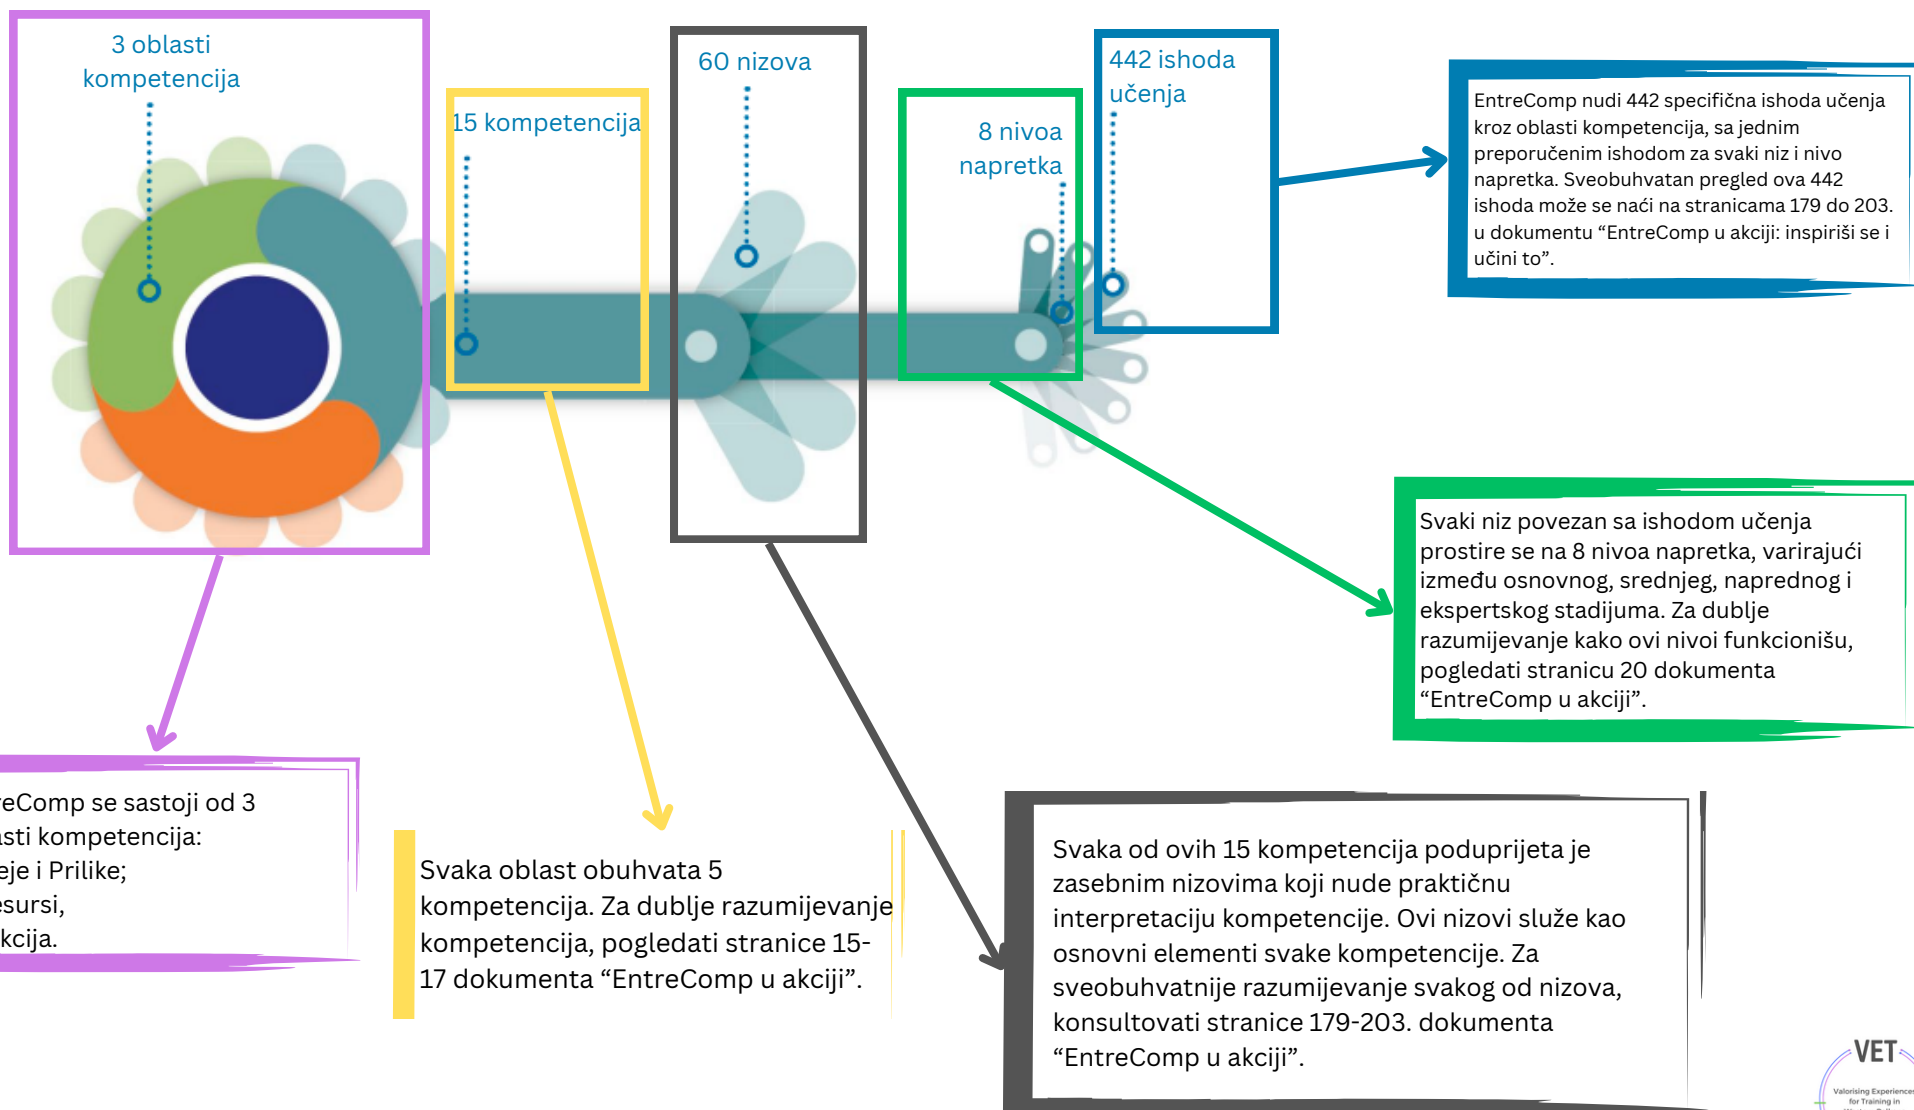 3 oblasti
kompetencija
15 kompetencija
60 nizova
8 nivoa
napretka
442 ishoda
učenja
EntreComp nudi 442 specifična ishoda učenja
kroz oblasti kompetencija, sa jednim
preporučenim ishodom za svaki niz i nivo
napretka. Sveobuhvatan pregled ova 442
ishoda može se naći na stranicama 179 do 203.
u dokumentu “EntreComp u akciji: inspiriši se i
učini to”.
Svaki niz povezan sa ishodom učenja
prostire se na 8 nivoa napretka, varirajući
između osnovnog, srednjeg, naprednog i
ekspertskog stadijuma. Za dublje
razumijevanje kako ovi nivoi funkcionišu,
pogledati stranicu 20 dokumenta
“EntreComp u akciji”.
reComp se sastoji od 3
asti kompetencija:
eje i Prilike;
esursi,
kcija.
Svaka oblast obuhvata 5
kompetencija. Za dublje razumijevanje
kompetencija, pogledati stranice 15-
17 dokumenta “EntreComp u akciji”.
Svaka od ovih 15 kompetencija poduprijeta je
zasebnim nizovima koji nude praktičnu
interpretaciju kompetencije. Ovi nizovi služe kao
osnovni elementi svake kompetencije. Za
sveobuhvatnije razumijevanje svakog od nizova,
konsultovati stranice 179-203. dokumenta
“EntreComp u akciji”.
VET
Valorising Experiences
for Training in